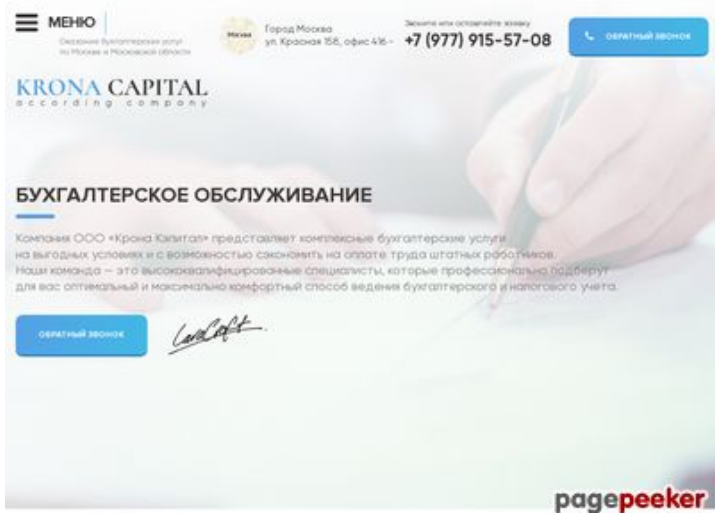 МЕНЮ
Оказание бухгалтерских услуг
по Москве и Московской области
Москва
Город Москва
ул. Красная 158, офис 416 -
Звоните или оставляйте заявку
+7 (977) 915-57-08
ОБРАТНЫЙ ЗВОНОК
KRONA CAPITAL
according company
БУХГАЛТЕРСКОЕ ОБСЛУЖИВАНИЕ
Компания ООО «Крона Кэпитал» представляет комплексные бухгалтерские услуги
на выгодных условиях и с возможностью сэкономить на оплате труда штатных работников.
Наши команда — это высококвалифицированные специалисты, которые профессионально подберут
для вас оптимальный и максимально комфортный способ ведения бухгалтерского и налогового учета.
ОБРАТНЫЙ ЗВОНОК
pagepeeker